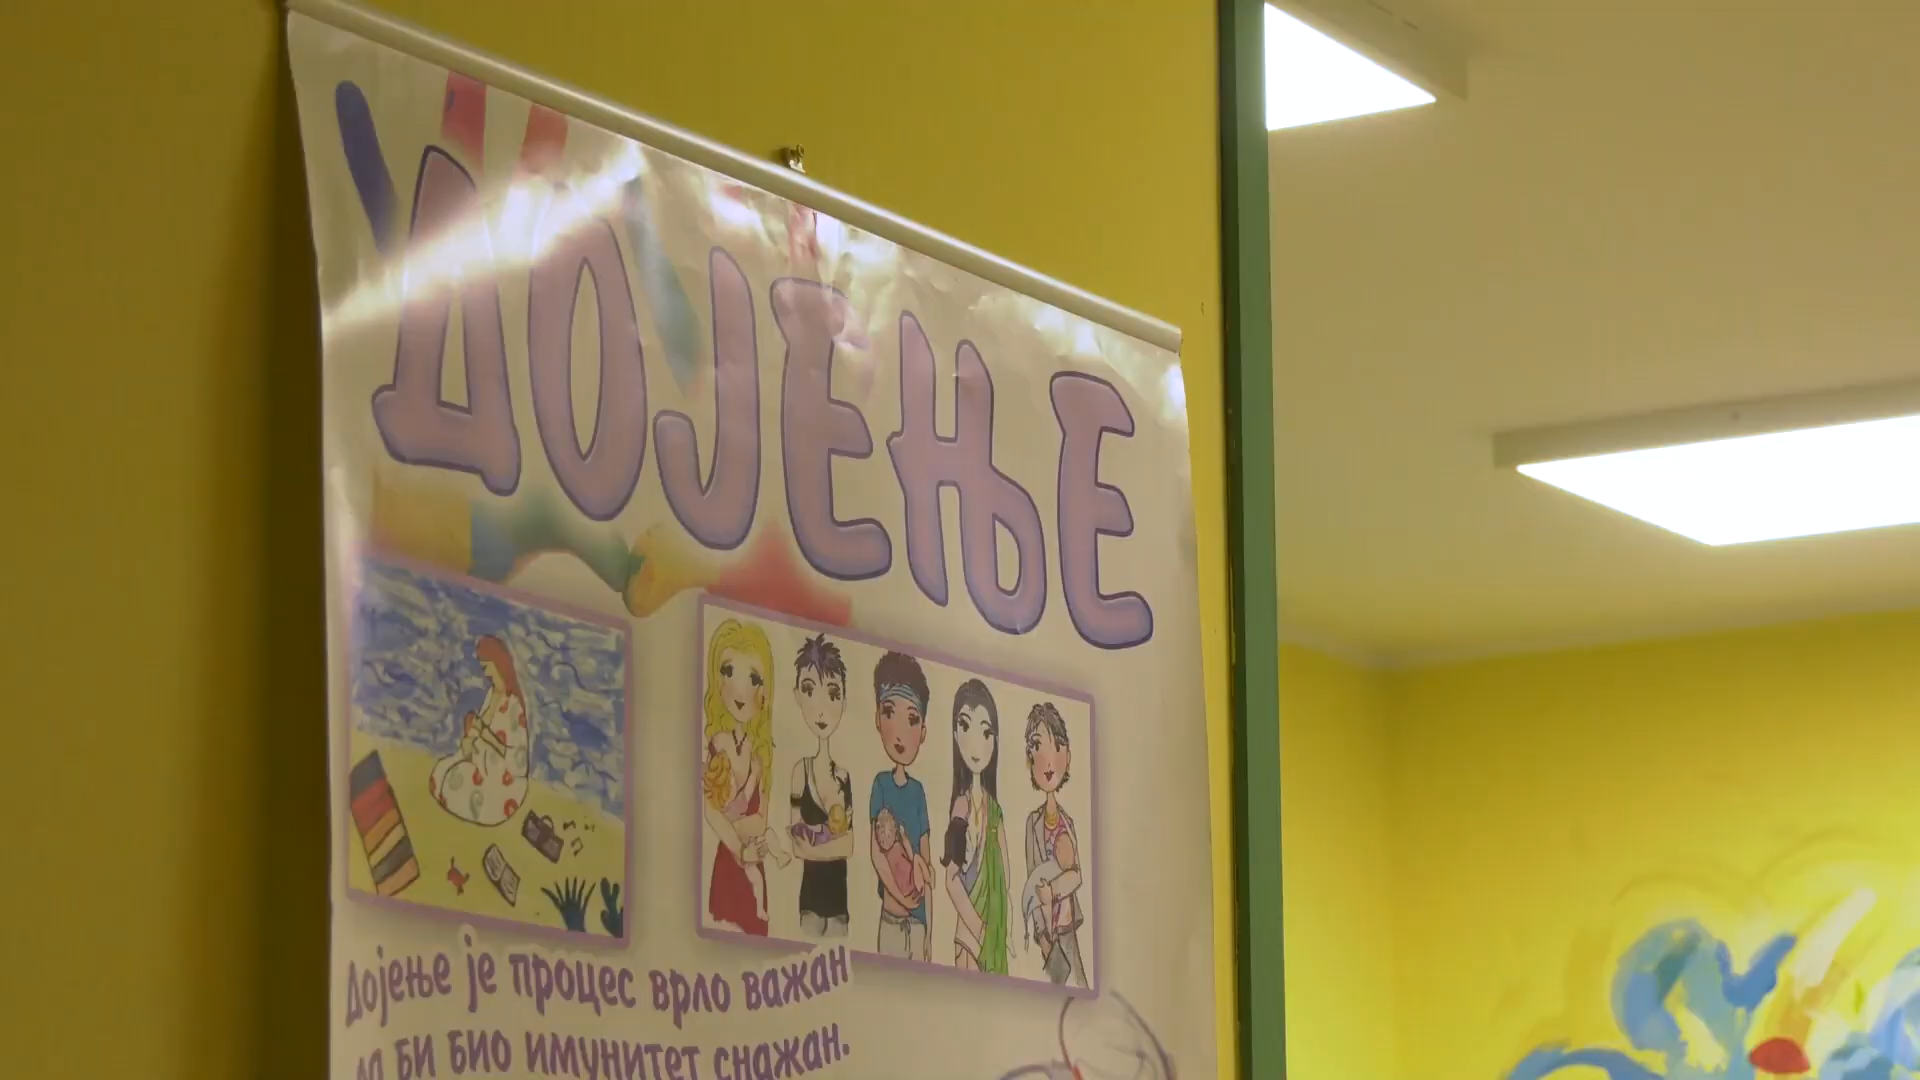 ДОЈЕЊЕ
Дојење је процес врло важан
да би био имунитет снажан.